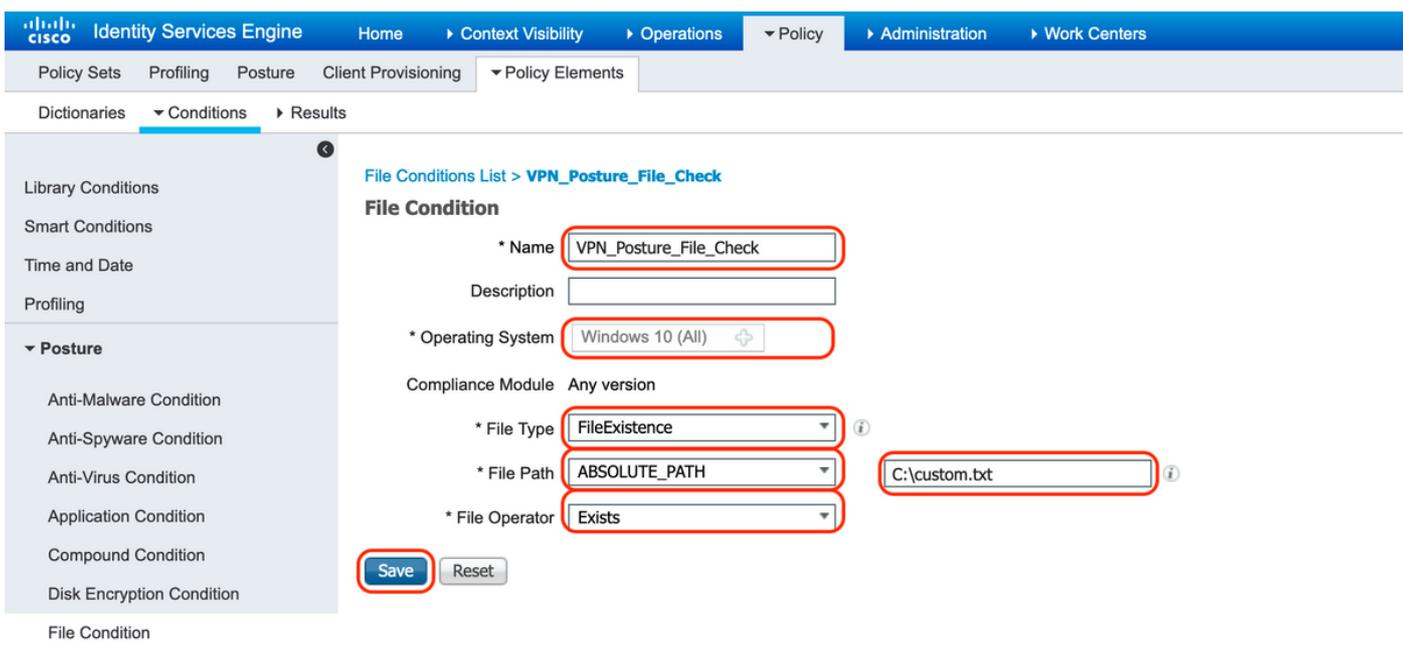 CISCO Identity Services Engine Home Context Visibility Operations Policy Administration Work Centers
Policy Sets Profiling Posture Client Provisioning Policy Elements
Dictionaries Conditions Results
Library Conditions
Smart Conditions
Time and Date
Profiling
Posture
Anti-Malware Condition
Anti-Spyware Condition
Anti-Virus Condition
Application Condition
Compound Condition
Disk Encryption Condition
File Condition
File Conditions List > VPN_Posture_File_Check
File Condition
* Name VPN_Posture_File_Check
Description
* Operating System Windows 10 (All)
Compliance Module Any version
* File Type FileExistence
* File Path ABSOLUTE_PATH C:\custom.txt
* File Operator Exists
Save Reset